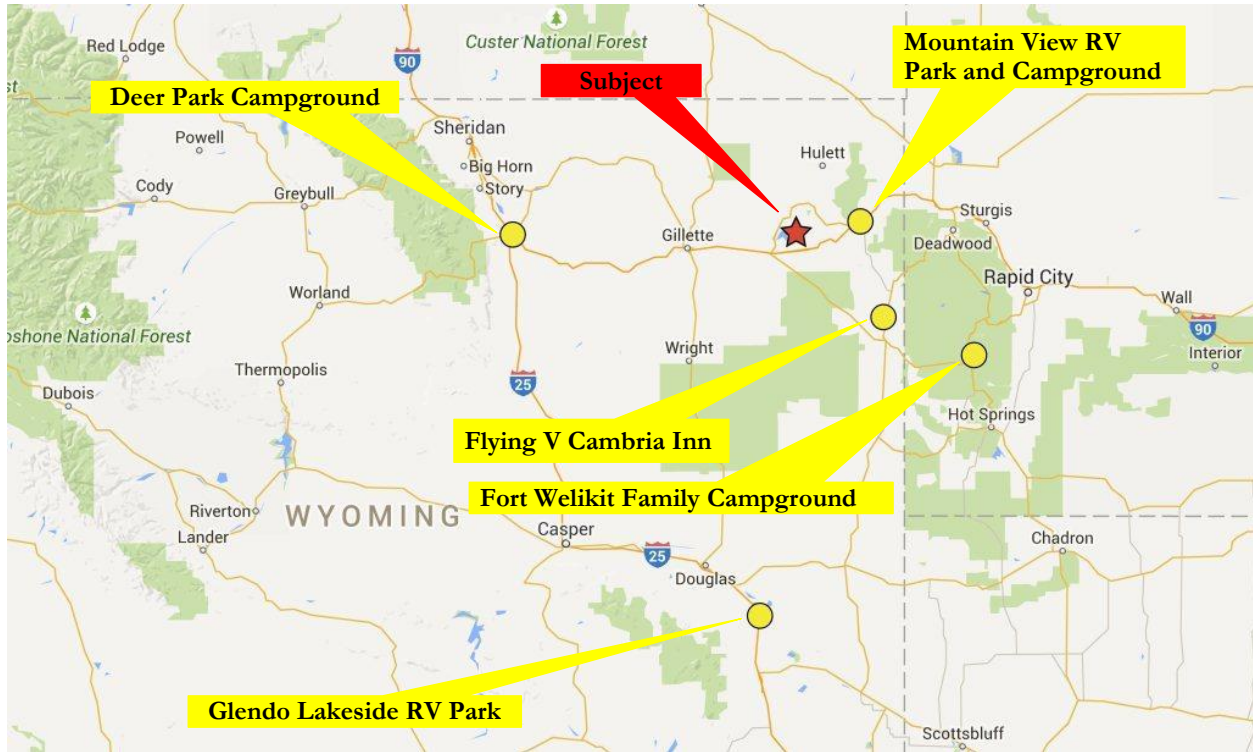 Custer National Forest
Mountain View RV
Park and Campground
Red Lodge
90
Subject
st
Deer Park Campground
Powell
Sheridan
Hulett
Big Horn
Story
Cody
Greybull
Sturgis
Gillette
Deadwood
Rapid City
Worland
Wall
oshone National Forest
90
Wright
Interior
Thermopolis
25
Dubois
Hot Springs
Flying V Cambria Inn
Fort Welikit Family Campground
Riverton
WYOMING
Lander
Casper
Chadron
25
Douglas
Glendo Lakeside RV Park
Scottsbluff